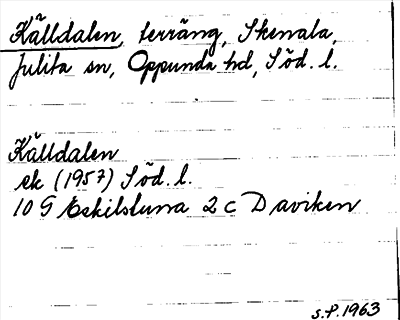 Källdalen, terräng, Skenala,
Julita sn, Oppunda hd, Söd. l.
Källdalen
ek (1957) Söd. l.
10 G Eskilstuna 2 c Daviken
S.P. 1963